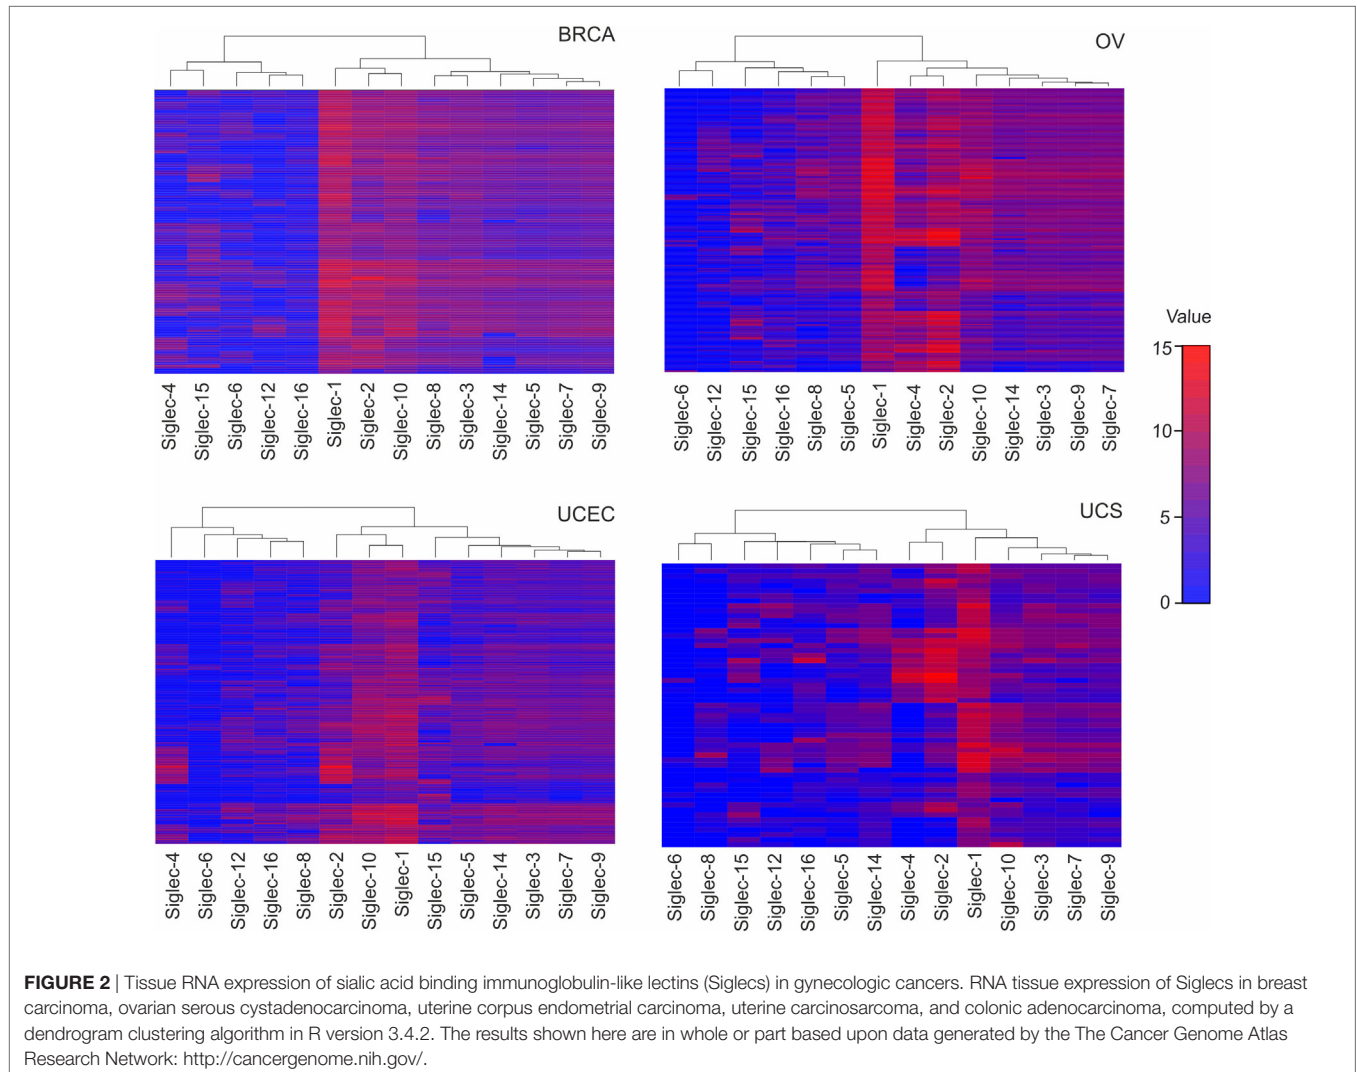 BRCA
Siglec-4
Siglec-15
Siglec-6
Siglec-12
Siglec-16
Siglec-1
Siglec-2
Siglec-10
Siglec-8
Siglec-3
Siglec-14
Siglec-5
Siglec-7
Siglec-9
OV
Siglec-6
Siglec-12
Siglec-15
Siglec-16
Siglec-8
Siglec-5
Siglec-1
Siglec-4
Siglec-2
Siglec-10
Siglec-14
Siglec-3
Siglec-9
Siglec-7
Value
15
10
5
0
UCEC
Siglec-4
Siglec-6
Siglec-12
Siglec-16
Siglec-8
Siglec-2
Siglec-10
Siglec-1
Siglec-15
Siglec-5
Siglec-14
Siglec-3
Siglec-7
Siglec-9
UCS
Siglec-6
Siglec-8
Siglec-15
Siglec-12
Siglec-16
Siglec-5
Siglec-14
Siglec-4
Siglec-2
Siglec-1
Siglec-10
Siglec-3
Siglec-7
Siglec-9
FIGURE 2 | Tissue RNA expression of sialic acid binding immunoglobulin-like lectins (Siglecs) in gynecologic cancers. RNA tissue expression of Siglecs in breast
carcinoma, ovarian serous cystadenocarcinoma, uterine corpus endometrial carcinoma, uterine carcinosarcoma, and colonic adenocarcinoma, computed by a
dendrogram clustering algorithm in R version 3.4.2. The results shown here are in whole or part based upon data generated by the The Cancer Genome Atlas
Research Network: http://cancergenome.nih.gov/.